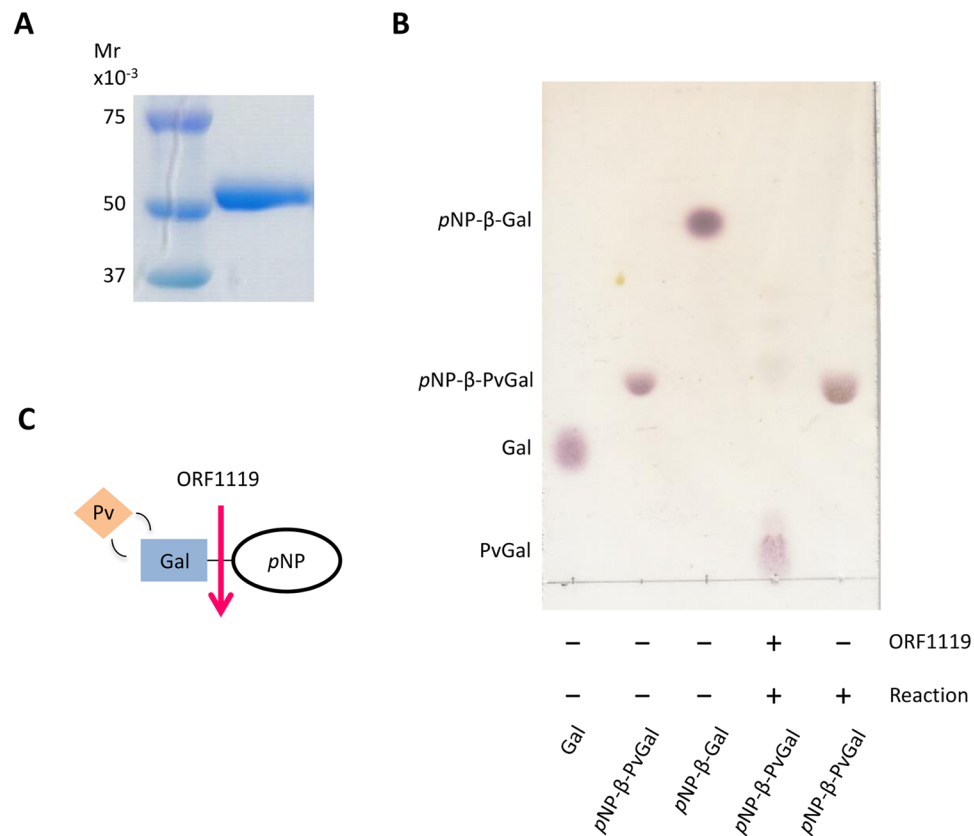 A
Mr
x10⁻³
75
50
37
B
pNP-β-Gal
pNP-β-PvGal
Gal
PvGal
C
ORF1119
Pv
Gal
pNP
− − − + − ORF1119
− − − + + Reaction
Gal
pNP-β-PvGal
pNP-β-Gal
pNP-β-PvGal
pNP-β-PvGal